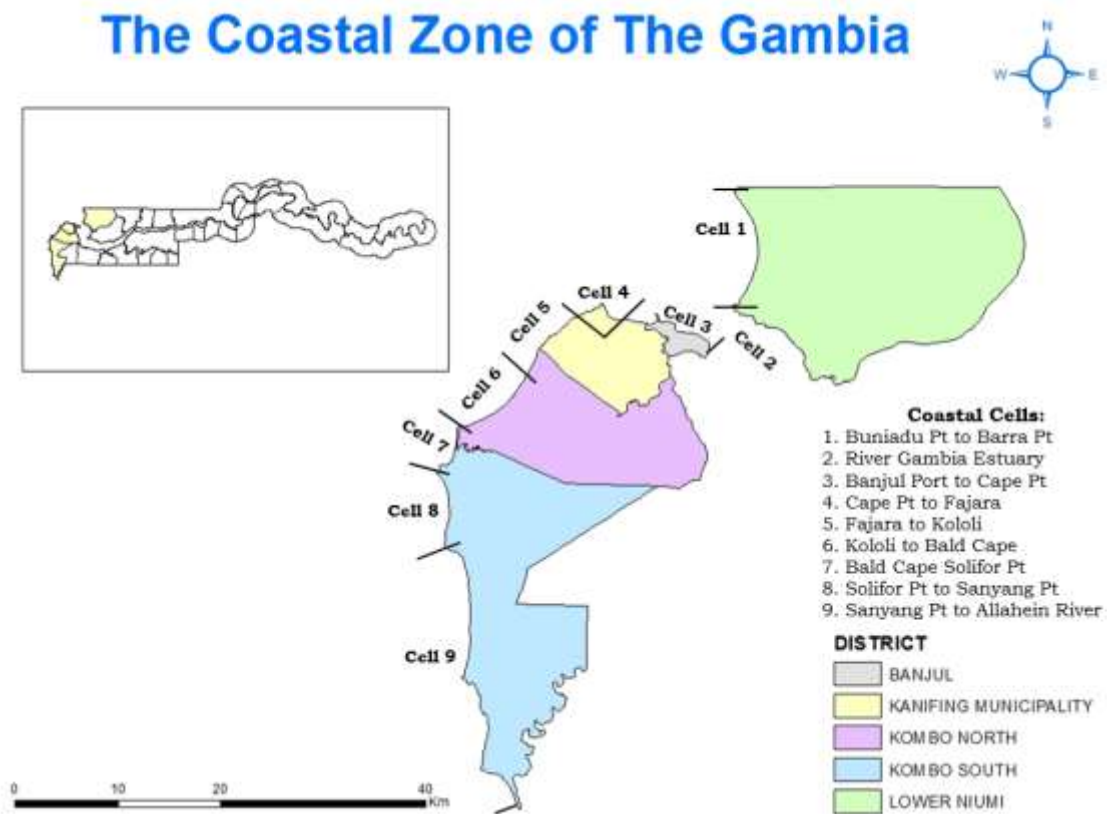 The Coastal Zone of The Gambia
N
W E
S
Cell 1
Cell 4
Cell 5
Cell 3
Cell 2
Cell 6
Cell 7
Cell 8
Cell 9
Coastal Cells:
1. Buniadu Pt to Barra Pt
2. River Gambia Estuary
3. Banjul Port to Cape Pt
4. Cape Pt to Fajara
5. Fajara to Kololi
6. Kololi to Bald Cape
7. Bald Cape Solifor Pt
8. Solifor Pt to Sanyang Pt
9. Sanyang Pt to Allahein River
DISTRICT
BANJUL
KANIFING MUNICIPALITY
KOMBO NORTH
KOMBO SOUTH
LOWER NIUMI
0 10 20 40
Km